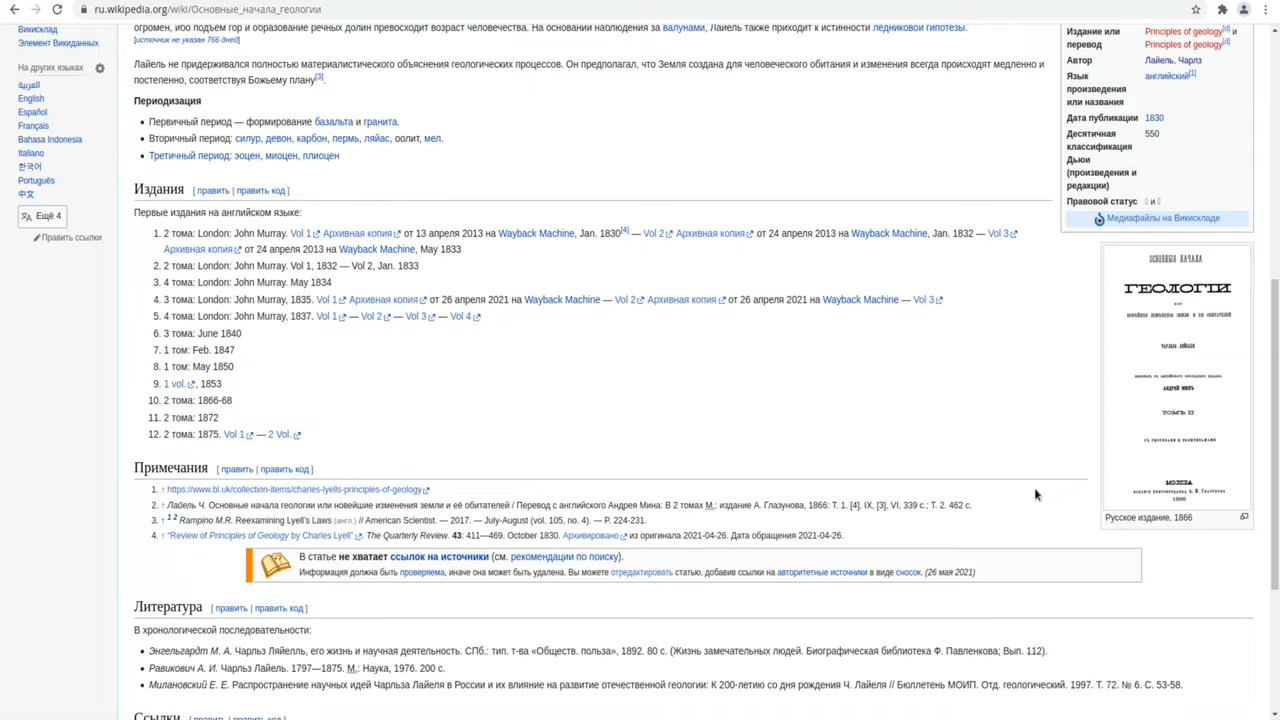 ru.wikipedia.org/wiki/Основные_начала_геологии
Викисклад
Элемент Викиданных
На других языках
العربية
English
Español
Français
Bahasa Indonesia
Italiano
한국어
Português
中文
Ещё 4
Править ссылки
огромен, ибо подъём гор и образование речных долин превосходит возраст человечества. На основании наблюдения за валунами, Лайель также приходит к истинности ледниковой гипотезы.
[источник не указан 766 дней]
Лайель не придерживался полностью материалистического объяснения геологических процессов. Он предполагал, что Земля создана для человеческого обитания и изменения всегда происходят медленно и
постепенно, соответствуя Божьему плану[3].
Периодизация
Первичный период — формирование базальта и гранита.
Вторичный период: силур, девон, карбон, пермь, ляйас, оолит, мел.
Третичный период: эоцен, миоцен, плиоцен
Издания [ править | править код ]
Первые издания на английском языке:
1. 2 тома: London: John Murray. Vol 1 Архивная копия от 13 апреля 2013 на Wayback Machine, Jan. 1830[4] — Vol 2 Архивная копия от 24 апреля 2013 на Wayback Machine, Jan. 1832 — Vol 3
Архивная копия от 24 апреля 2013 на Wayback Machine, May 1833
2. 2 тома: London: John Murray. Vol 1, 1832 — Vol 2, Jan. 1833
3. 4 тома: London: John Murray. May 1834
4. 3 тома: London: John Murray, 1835. Vol 1 Архивная копия от 26 апреля 2021 на Wayback Machine — Vol 2 Архивная копия от 26 апреля 2021 на Wayback Machine — Vol 3
5. 4 тома: London: John Murray, 1837. Vol 1 — Vol 2 — Vol 3 — Vol 4
6. 3 тома: June 1840
7. 1 том: Feb. 1847
8. 1 том: May 1850
9. 1 vol., 1853
10. 2 тома: 1866-68
11. 2 тома: 1872
12. 2 тома: 1875. Vol 1 — 2 Vol.
Примечания [ править | править код ]
1. ↑ https://www.bl.uk/collection-items/charles-lyells-principles-of-geology
2. ↑ Лайель Ч. Основные начала геологии или новейшие изменения земли и её обитателей / Перевод с английского Андрея Мина: В 2 томах М.: издание А. Глазунова, 1866: Т. 1. [4], IX, [3], VI, 339 с.; Т. 2. 462 с.
3. ↑ 1 2 Rampino M.R. Reexamining Lyell’s Laws (англ.) // American Scientist. — 2017. — July-August (vol. 105, no. 4). — P. 224-231.
4. ↑ “Review of Principles of Geology by Charles Lyell”. The Quarterly Review. 43: 411—469. October 1830. Архивировано из оригинала 2021-04-26. Дата обращения 2021-04-26.
В статье не хватает ссылок на источники (см. рекомендации по поиску).
Информация должна быть проверяема, иначе она может быть удалена. Вы можете отредактировать статью, добавив ссылки на авторитетные источники в виде сносок. (26 мая 2021)
Литература [ править | править код ]
В хронологической последовательности:
Энгельгардт М. А. Чарльз Ляйелль, его жизнь и научная деятельность. СПб.: тип. т-ва «Обществ. польза», 1892. 80 с. (Жизнь замечательных людей. Биографическая библиотека Ф. Павленкова; Вып. 112).
Равикович А. И. Чарльз Лайель. 1797—1875. М.: Наука, 1976. 200 с.
Милановский Е. Е. Распространение научных идей Чарльза Лайеля в России и их влияние на развитие отечественной геологии: К 200-летию со дня рождения Ч. Лайеля // Бюллетень МОИП. Отд. геологический. 1997. Т. 72. № 6. С. 53-58.
Ссылки [ править | править код ]
Издание или
перевод
Principles of geology[d] и
Principles of geology[d]
Автор Лайель, Чарлз
Язык
произведения
или названия
английский[1]
Дата публикации 1830
Десятичная
классификация
Дьюи
(произведения и
редакции)
550
Правовой статус и
Медиафайлы на Викискладе
ОСНОВНЫЯ НАЧАЛА
ГЕОЛОГІИ
ИЛИ
ЧАРЛЬЗА ЛЯЙЕЛЯ
АНДРЕЙ МИНЪ
ТОМЪ II
МОСКВА
1866
Русское издание, 1866